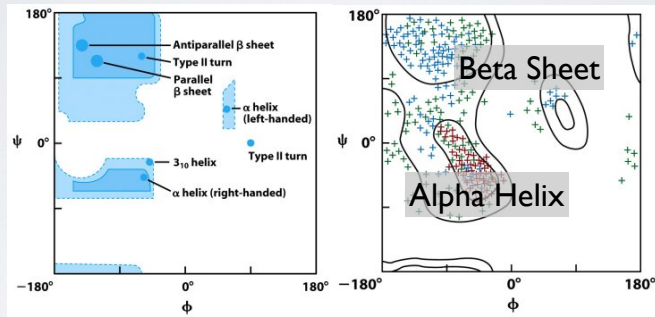 180°
Antiparallel β sheet
Type II turn
Parallel
β sheet
α helix
(left-handed)
ψ
0°
Type II turn
3₁₀ helix
α helix (right-handed)
−180°
0°
180°
ϕ
180°
Beta Sheet
ψ
0°
Alpha Helix
−180°
0°
180°
ϕ